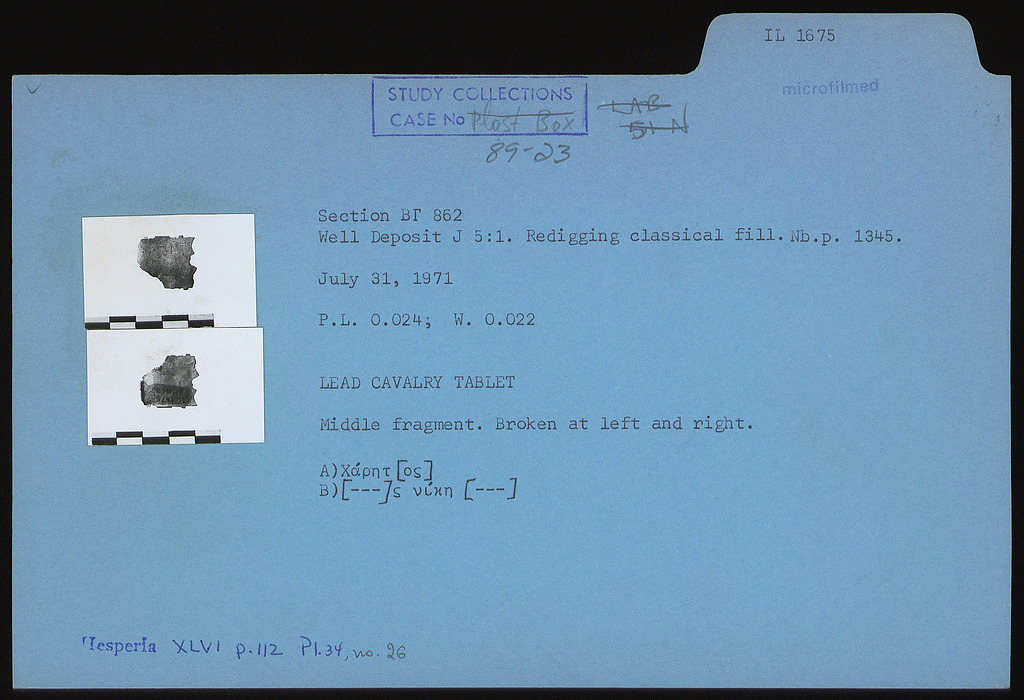 IL 1675
microfilmed
STUDY COLLECTIONS
CASE No Plast Box
LAB
51 N
89-23
Section ΒΓ 862
Well Deposit J 5:1. Redigging classical fill. Nb.p. 1345.
July 31, 1971
P.L. 0.024; W. 0.022
LEAD CAVALRY TABLET
Middle fragment. Broken at left and right.
A)Χάρητ[ος]
B)[---]ς νίκη [---]
Hesperia XLVI p.112 Pl.34, no. 26